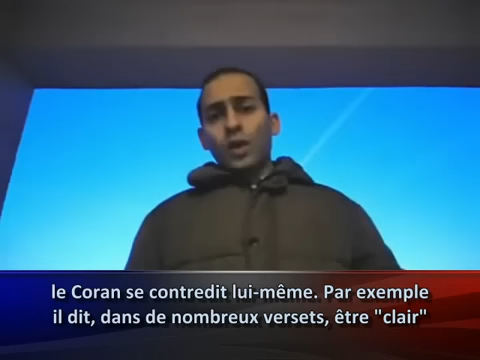 le Coran se contredit lui-même. Par exemple
il dit, dans de nombreux versets, être "clair"